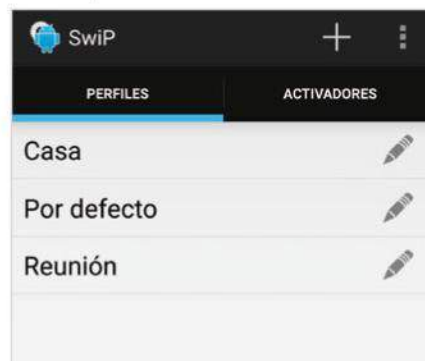 SwiP
PERFILES ACTIVADORES
Casa
Por defecto
Reunión